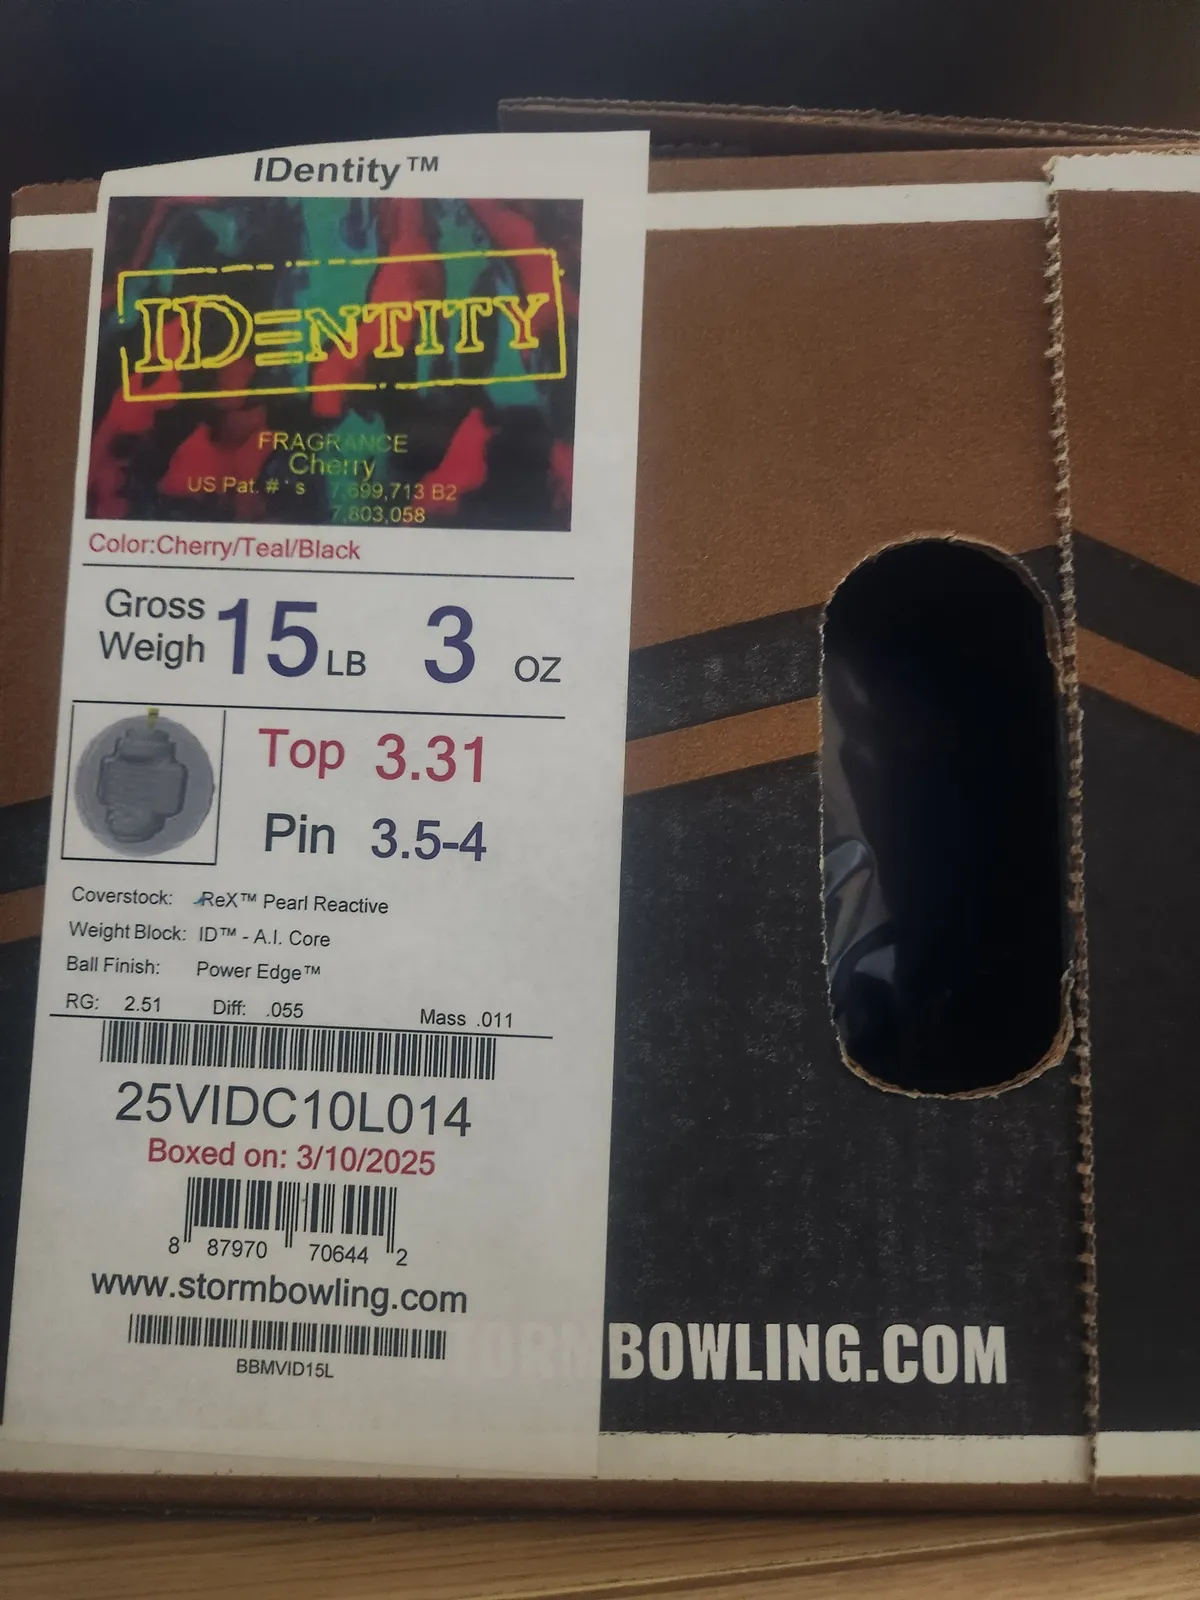 IDentity™
IDENTITY
FRAGRANCE
Cherry
US Pat. #'s 7,699,713 B2
7,803,058
Color:Cherry/Teal/Black
Gross
Weigh
15 LB 3 OZ
Top 3.31
Pin 3.5-4
Coverstock: ReX™ Pearl Reactive
Weight Block: ID™ - A.I. Core
Ball Finish: Power Edge™
RG: 2.51 Diff: .055 Mass .011
25VIDC10L014
Boxed on: 3/10/2025
8 87970 70644 2
www.stormbowling.com
BBMVID15L
STORMBOWLING.COM